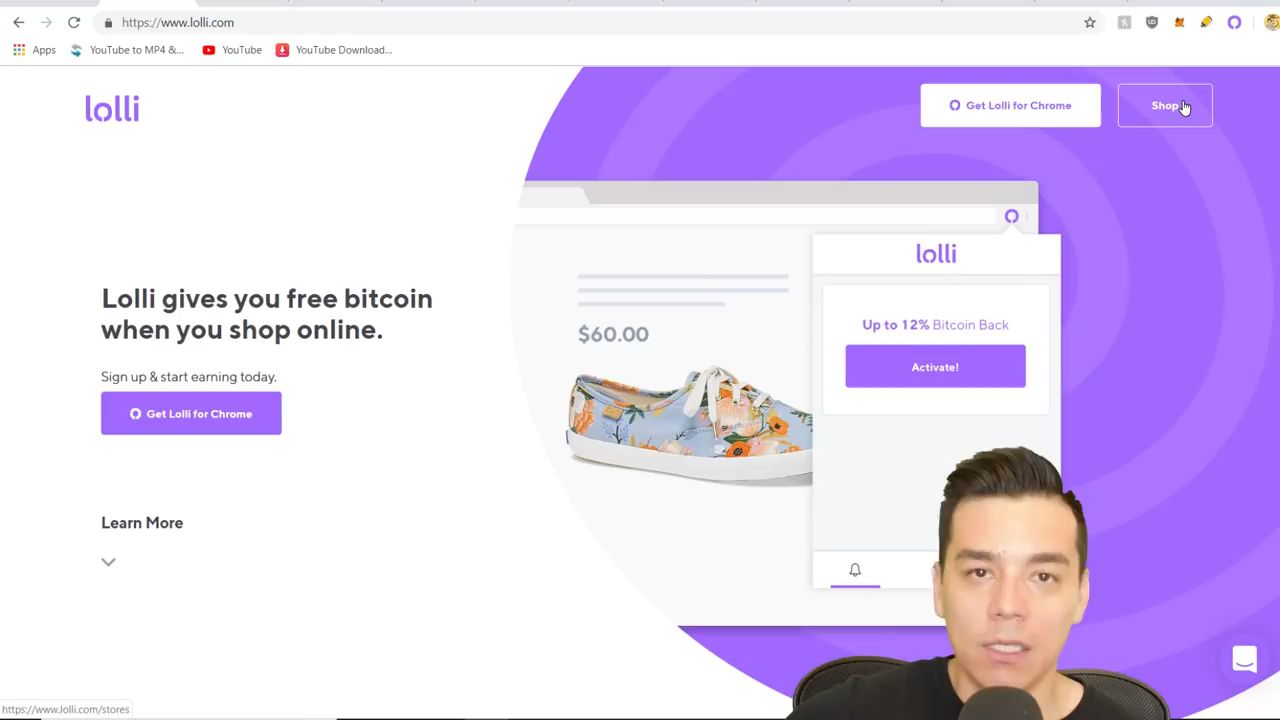 https://www.lolli.com
Apps
YouTube to MP4 &...
YouTube
YouTube Download...
lolli
Get Lolli for Chrome
Shop
lolli
Lolli gives you free bitcoin
when you shop online.
$60.00
Up to 12% Bitcoin Back
Activate!
Sign up & start earning today.
Get Lolli for Chrome
Learn More
https://www.lolli.com/stores